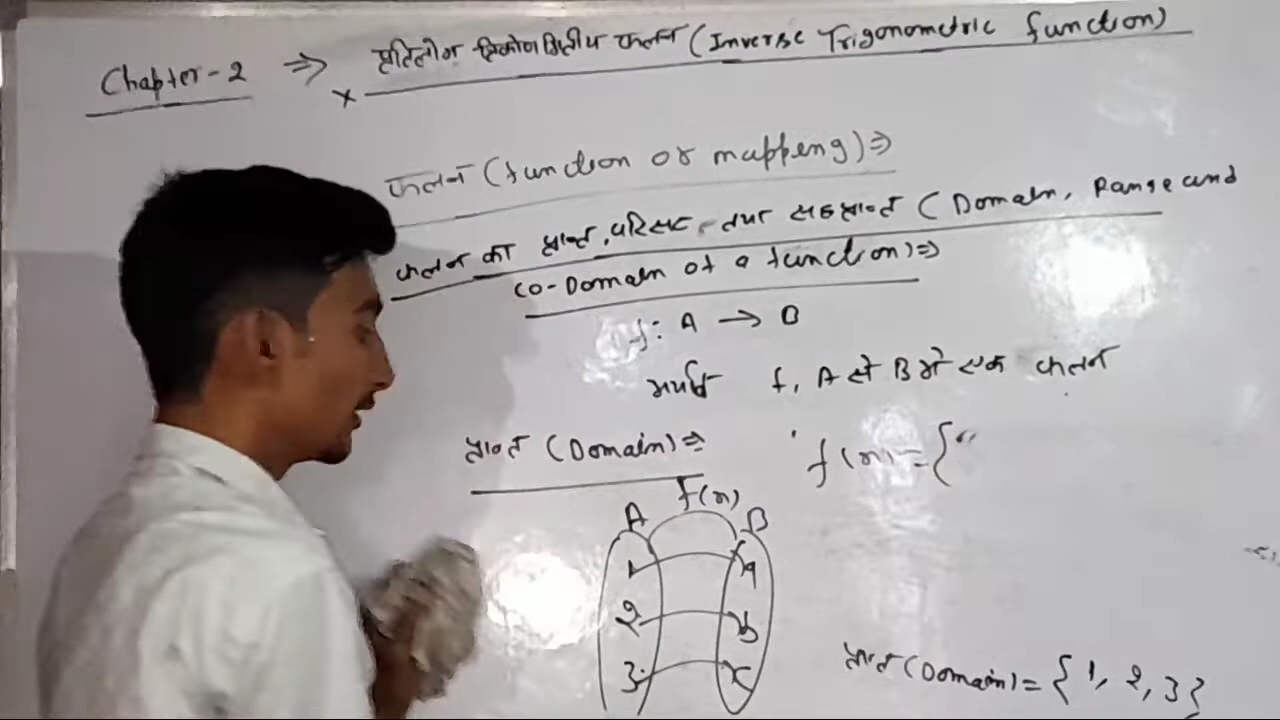 Chapter-2 ⇒ प्रतिलोम त्रिकोणमितीय फलन (Inverse Trigonometric function)
फलन (function or mapping) ⇒
फलन का प्रान्त, परिसर तथा सहप्रान्त (Domain, Range and
Co-Domain of a function) ⇒
f: A → B
अर्थात f, A से B में एक फलन
प्रान्त (Domain) ⇒
f(x) = {
f(x)
A B
1 a
2 b
3 c
प्रान्त (Domain) = {1, 2, 3}